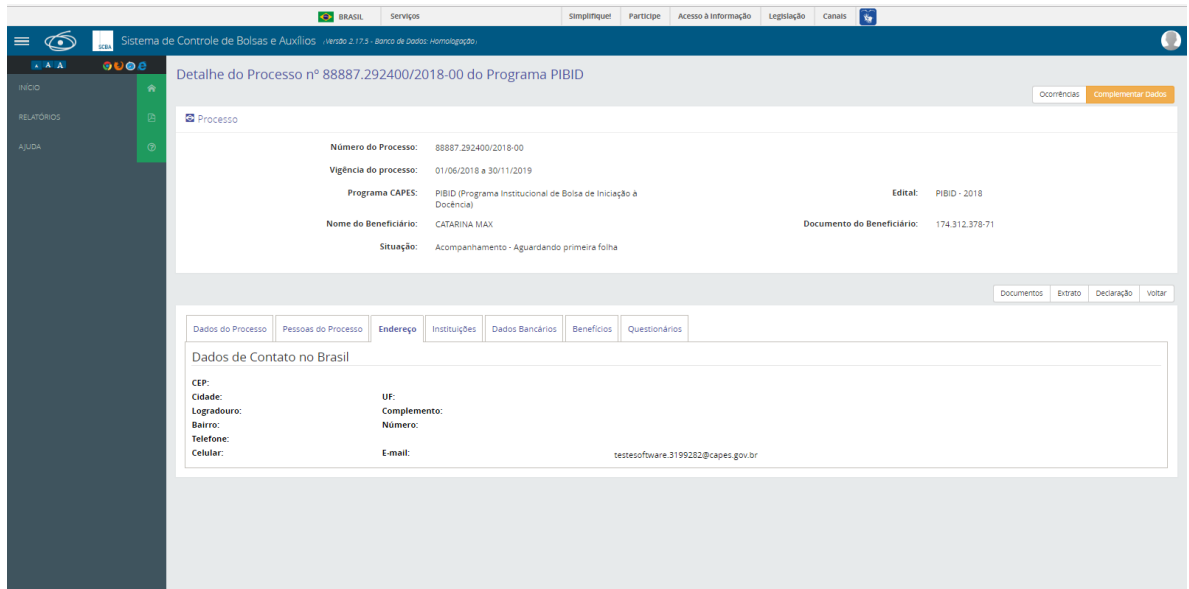 BRASIL Serviços Simplifique! Participe Acesso à Informação Legislação Canais
SCBA Sistema de Controle de Bolsas e Auxílios (Versão 2.17.5 - Banco de Dados: Homologação)
A A A
INÍCIO
RELATÓRIOS
AJUDA
Detalhe do Processo nº 88887.292400/2018-00 do Programa PIBID
Ocorrências Complementar Dados
Processo
Número do Processo: 88887.292400/2018-00
Vigência do processo: 01/06/2018 a 30/11/2019
Programa CAPES: PIBID (Programa Institucional de Bolsa de Iniciação à Edital: PIBID - 2018
Docência)
Nome do Beneficiário: CATARINA MAX Documento do Beneficiário: 174.312.378-71
Situação: Acompanhamento - Aguardando primeira folha
Documentos Extrato Declaração Voltar
Dados do Processo Pessoas do Processo Endereço Instituições Dados Bancários Benefícios Questionários
Dados de Contato no Brasil
CEP:
Cidade: UF:
Logradouro: Complemento:
Bairro: Número:
Telefone:
Celular: E-mail: testesoftware.3199282@capes.gov.br